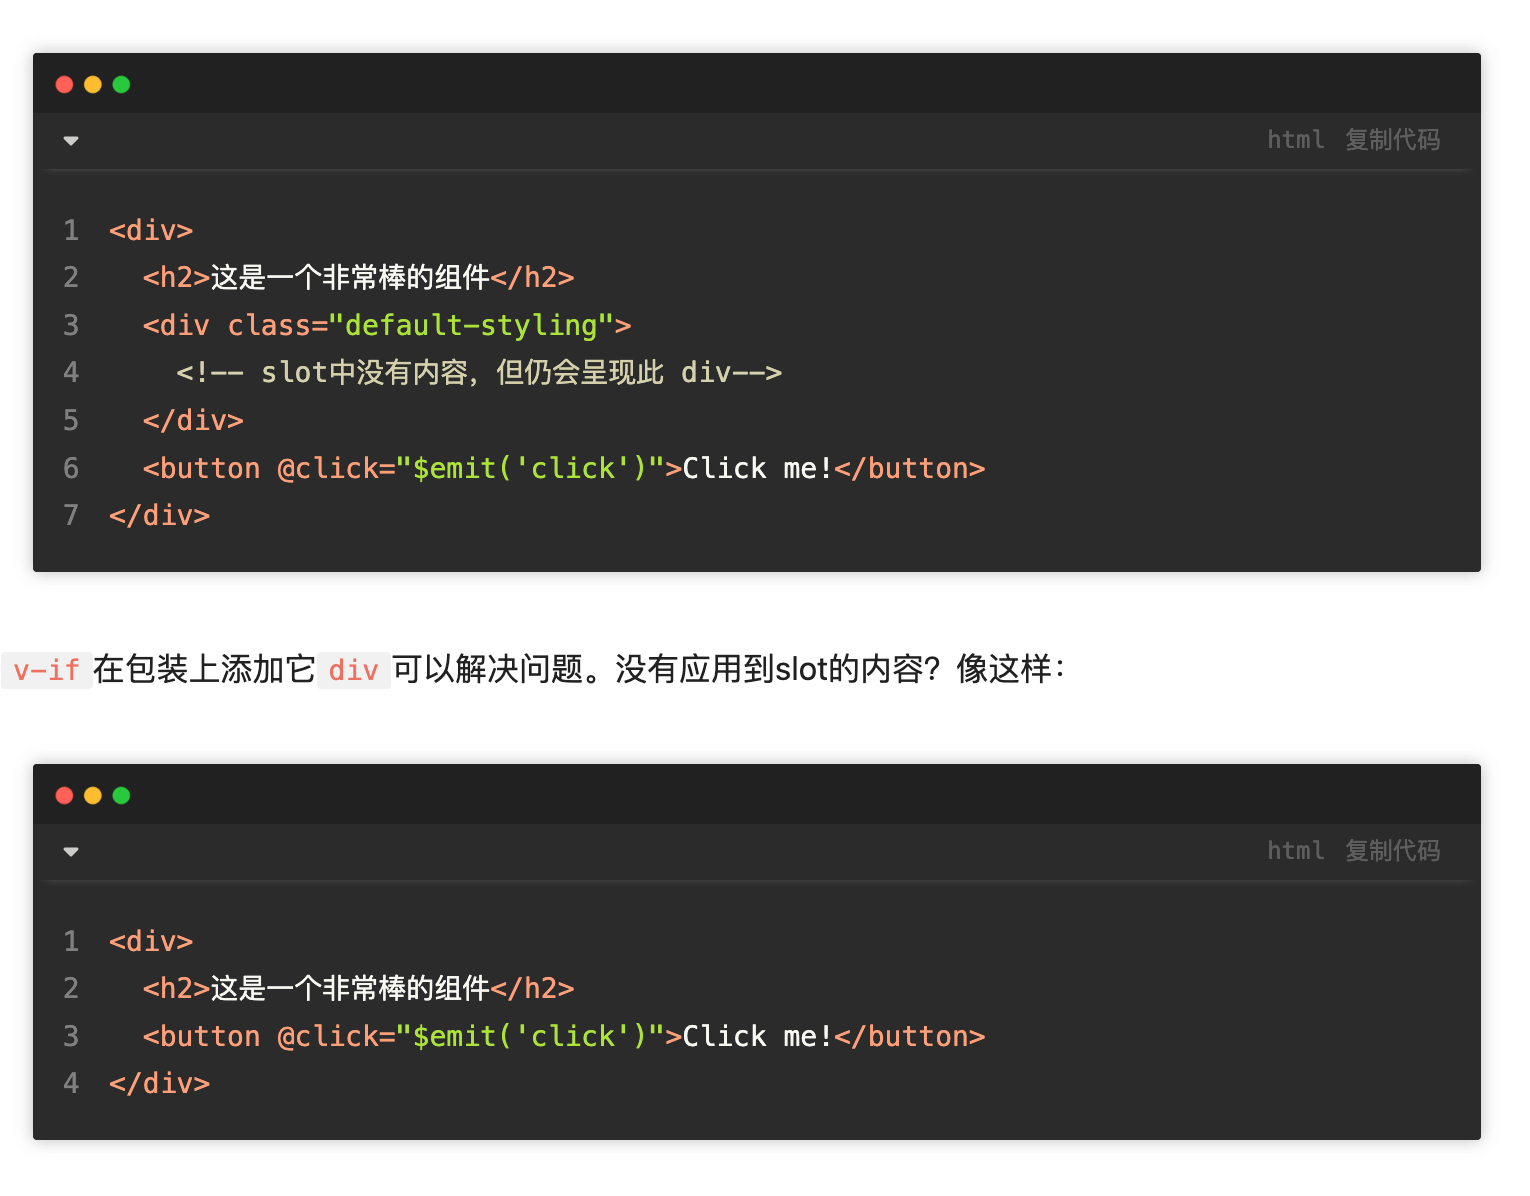 html 复制代码
1 <div>
2   <h2>这是一个非常棒的组件</h2>
3   <div class="default-styling">
4     <!-- slot中没有内容，但仍会呈现此 div-->
5   </div>
6   <button @click="$emit('click')">Click me!</button>
7 </div>
v-if在包装上添加它div可以解决问题。没有应用到slot的内容？像这样：
html 复制代码
1 <div>
2   <h2>这是一个非常棒的组件</h2>
3   <button @click="$emit('click')">Click me!</button>
4 </div>